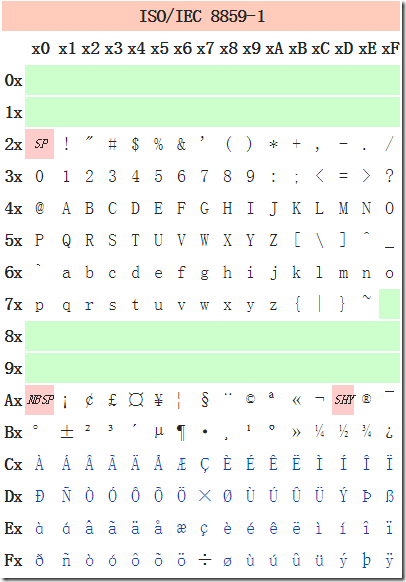 ISO/IEC 8859-1
x0 x1 x2 x3 x4 x5 x6 x7 x8 x9 xA xB xC xD xE xF
0x
1x
2x SP ! " # $ % & ' ( ) * + , - . /
3x 0 1 2 3 4 5 6 7 8 9 : ; < = > ?
4x @ A B C D E F G H I J K L M N O
5x P Q R S T U V W X Y Z [ \ ] ^ _
6x ` a b c d e f g h i j k l m n o
7x p q r s t u v w x y z { | } ~
8x
9x
Ax NBSP ¡ ¢ £ ¤ ¥ ¦ § ¨ © ª « ¬ SHY ® ¯
Bx ° ± ² ³ ´ µ ¶ · ¸ ¹ º » ¼ ½ ¾ ¿
Cx À Á Â Ã Ä Å Æ Ç È É Ê Ë Ì Í Î Ï
Dx Ð Ñ Ò Ó Ô Õ Ö × Ø Ù Ú Û Ü Ý Þ ß
Ex à á â ã ä å æ ç è é ê ë ì í î ï
Fx ð ñ ò ó ô õ ö ÷ ø ù ú û ü ý þ ÿ